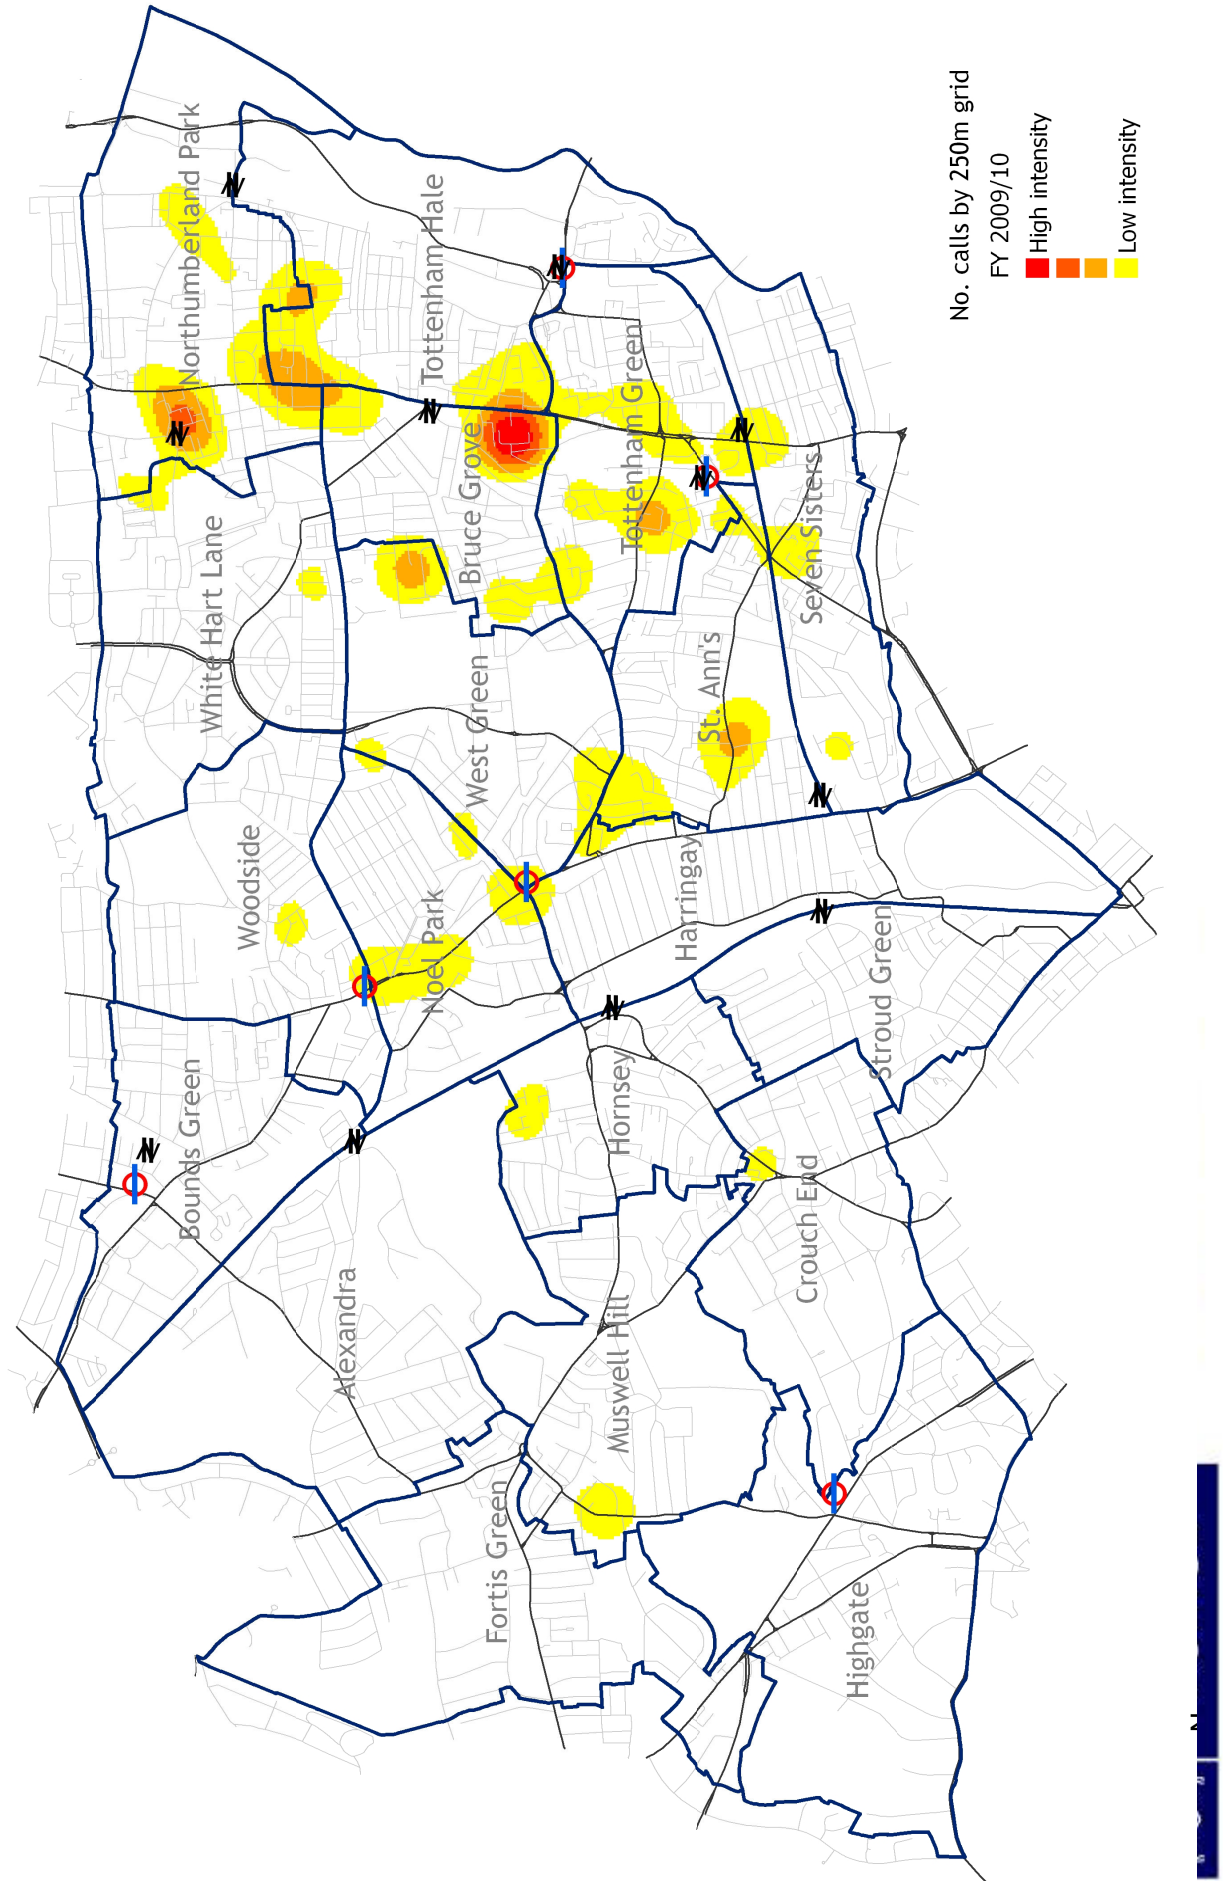 Northumberland Park
White Hart Lane
Tottenham Hale
Bruce Grove
Tottenham Green
Seven Sisters
St. Ann's
West Green
Woodside
Noel Park
Harringay
Stroud Green
Hornsey
Crouch End
Bounds Green
Alexandra
Muswell Hill
Fortis Green
Highgate
No. calls by 250m grid
FY 2009/10
High intensity
Low intensity